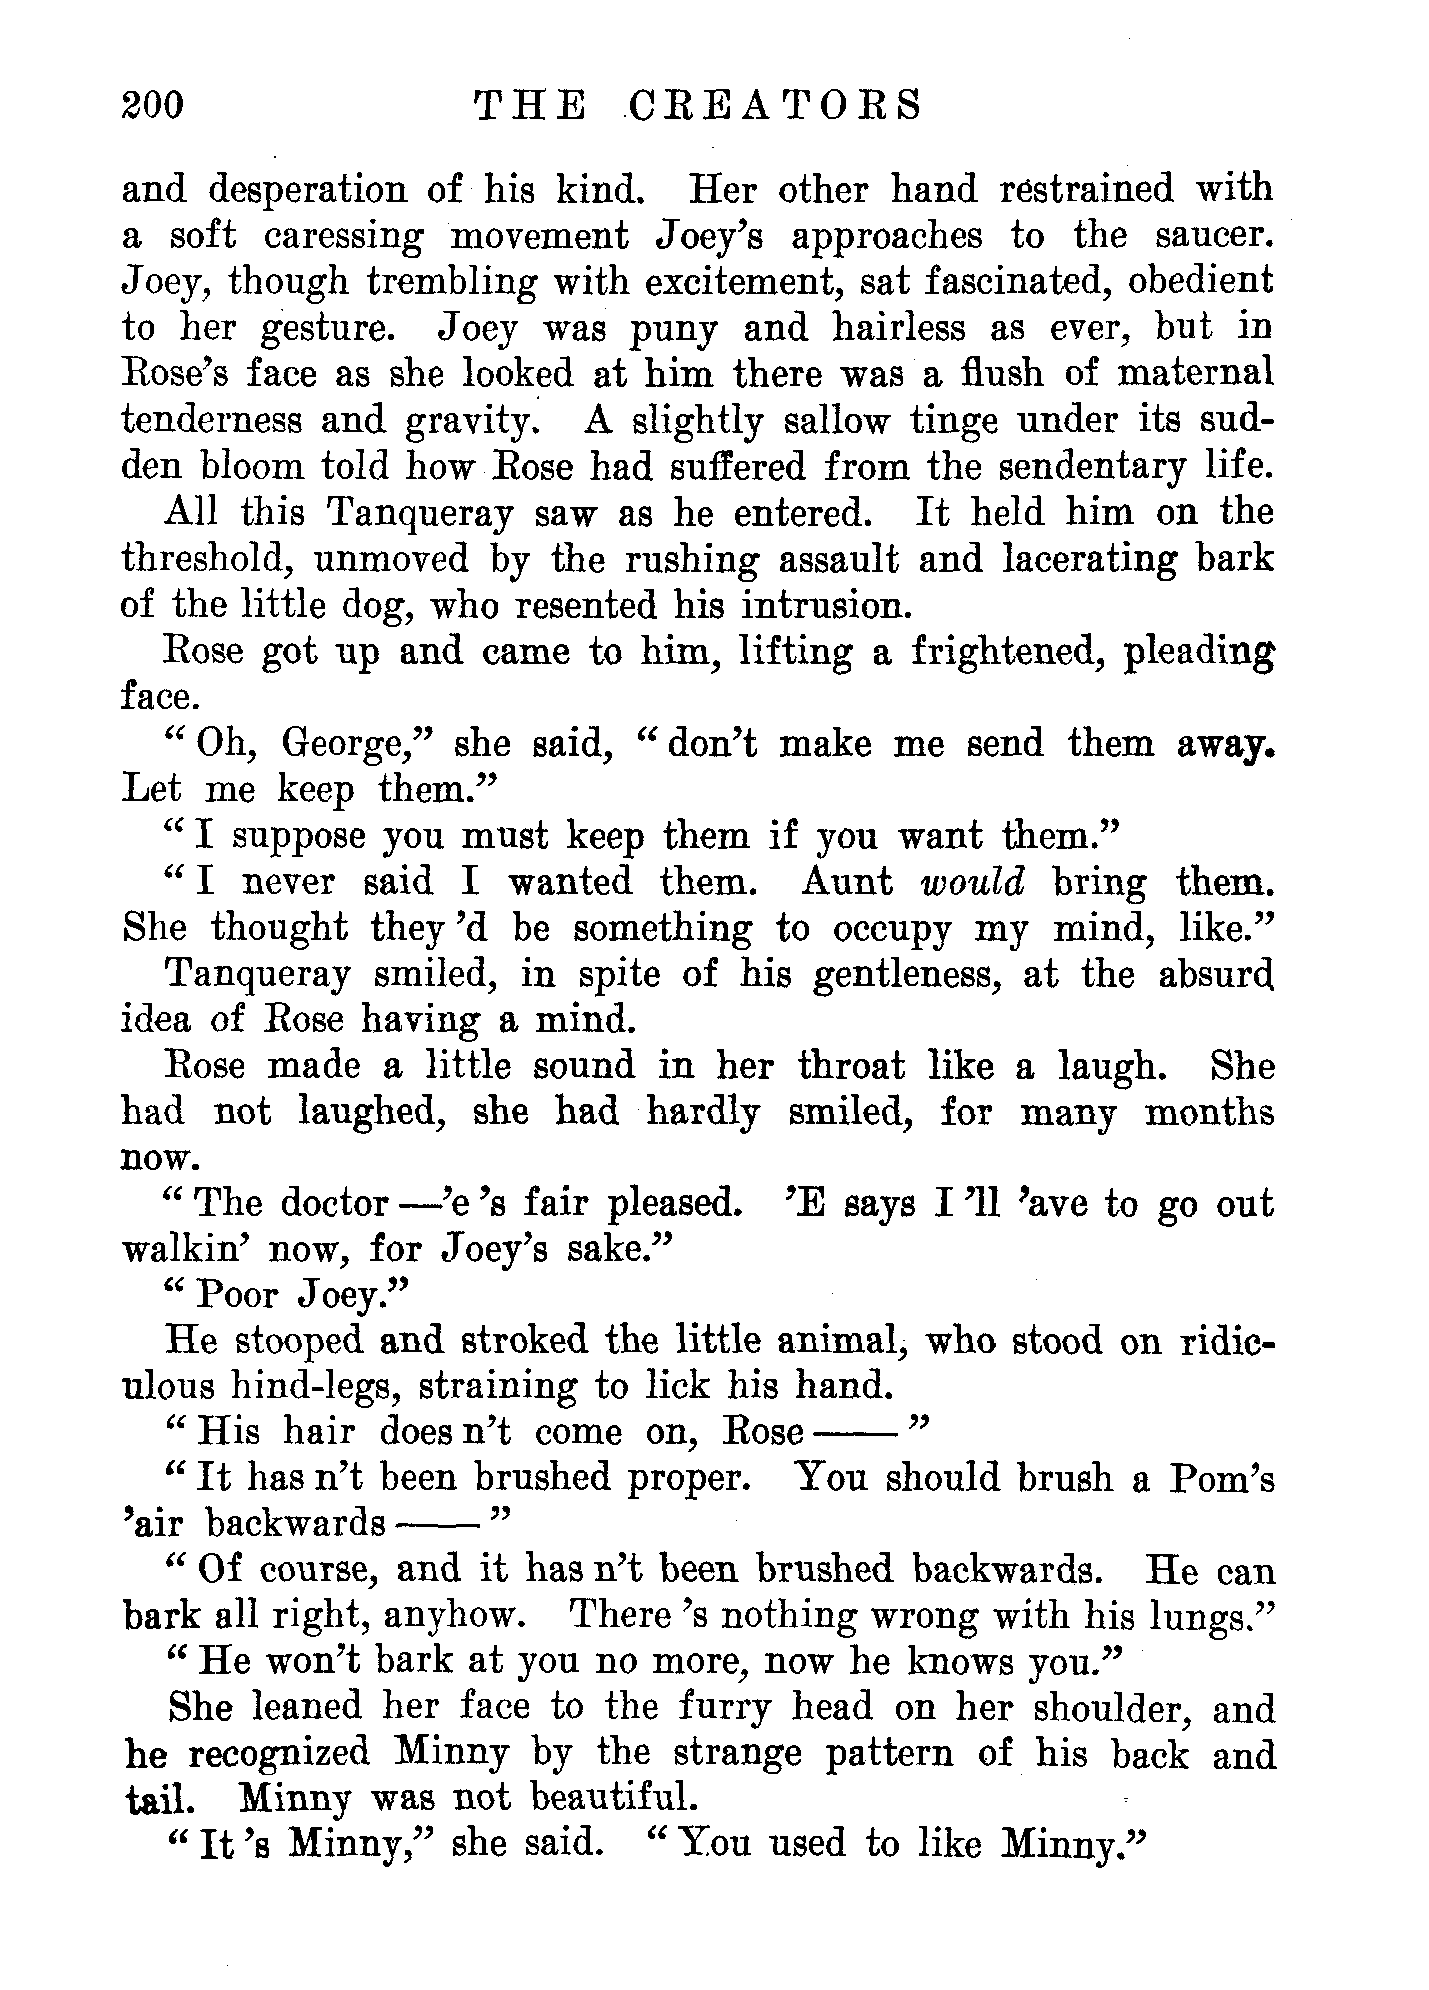 200 THE CREATORS
and desperation of his kind. Her other hand restrained with
a soft caressing movement Joey's approaches to the saucer.
Joey, though trembling with excitement, sat fascinated, obedient
to her gesture. Joey was puny and hairless as ever, but in
Rose's face as she looked at him there was a flush of maternal
tenderness and gravity. A slightly sallow tinge under its sud-
den bloom told how Rose had suffered from the sendentary life.
All this Tanqueray saw as he entered. It held him on the
threshold, unmoved by the rushing assault and lacerating bark
of the little dog, who resented his intrusion.
Rose got up and came to him, lifting a frightened, pleading
face.
“Oh, George,” she said, “don't make me send them away.
Let me keep them.”
“I suppose you must keep them if you want them.”
“I never said I wanted them. Aunt would bring them.
She thought they 'd be something to occupy my mind, like.”
Tanqueray smiled, in spite of his gentleness, at the absurd
idea of Rose having a mind.
Rose made a little sound in her throat like a laugh. She
had not laughed, she had hardly smiled, for many months
now.
“The doctor—'e 's fair pleased. 'E says I 'll 'ave to go out
walkin' now, for Joey's sake.”
“Poor Joey.”
He stooped and stroked the little animal, who stood on ridic-
ulous hind-legs, straining to lick his hand.
“His hair does n't come on, Rose——”
“It has n't been brushed proper. You should brush a Pom's
'air backwards——”
“Of course, and it has n't been brushed backwards. He can
bark all right, anyhow. There 's nothing wrong with his lungs.”
“He won't bark at you no more, now he knows you.”
She leaned her face to the furry head on her shoulder, and
he recognized Minny by the strange pattern of his back and
tail. Minny was not beautiful.
“It 's Minny,” she said. “You used to like Minny.”